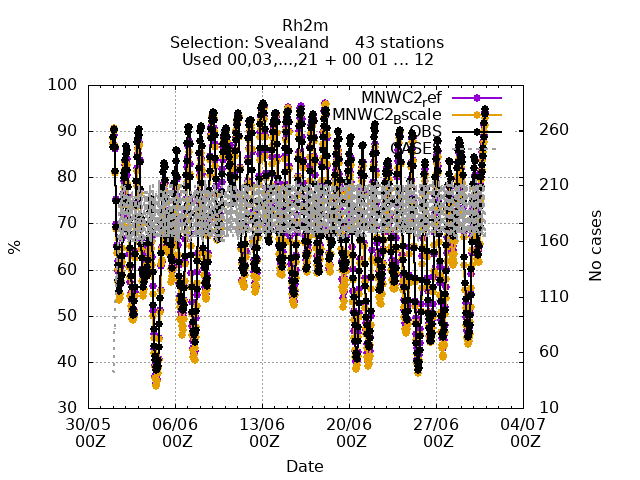 Rh2m
Selection: Svealand 43 stations
Used 00,03,...,21 + 00 01 ... 12
MNWC2_ref
MNWC2_Bscale
OBS
CASES
100
90
80
70
60
50
40
30
%
260
210
160
110
60
10
No cases
30/05 06/06 13/06 20/06 27/06 04/07
00Z 00Z 00Z 00Z 00Z 00Z
Date